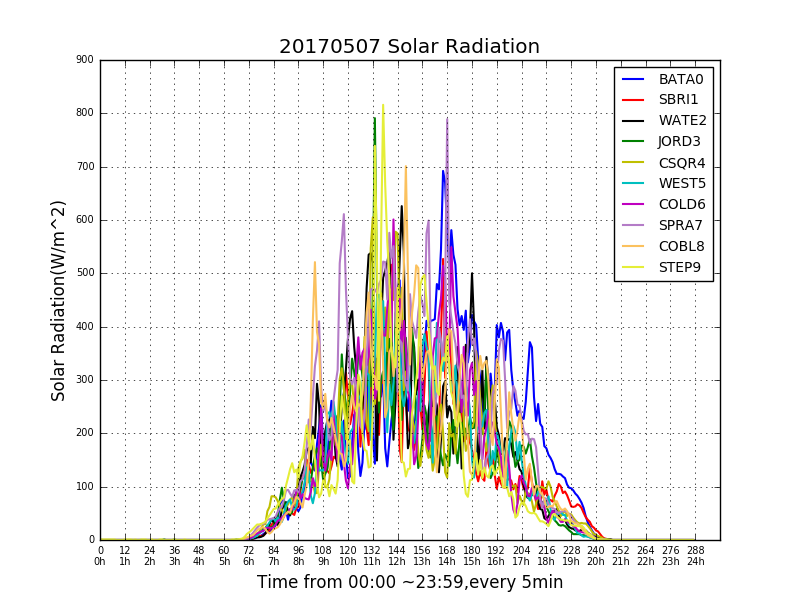 20170507 Solar Radiation
Solar Radiation(W/m^2)
900
800
700
600
500
400
300
200
100
0
BATA0
SBRI1
WATE2
JORD3
CSQR4
WEST5
COLD6
SPRA7
COBL8
STEP9
0 12 24 36 48 60 72 84 96 108 120 132 144 156 168 180 192 204 216 228 240 252 264 276 288
0h 1h 2h 3h 4h 5h 6h 7h 8h 9h 10h 11h 12h 13h 14h 15h 16h 17h 18h 19h 20h 21h 22h 23h 24h
Time from 00:00 ~23:59,every 5min